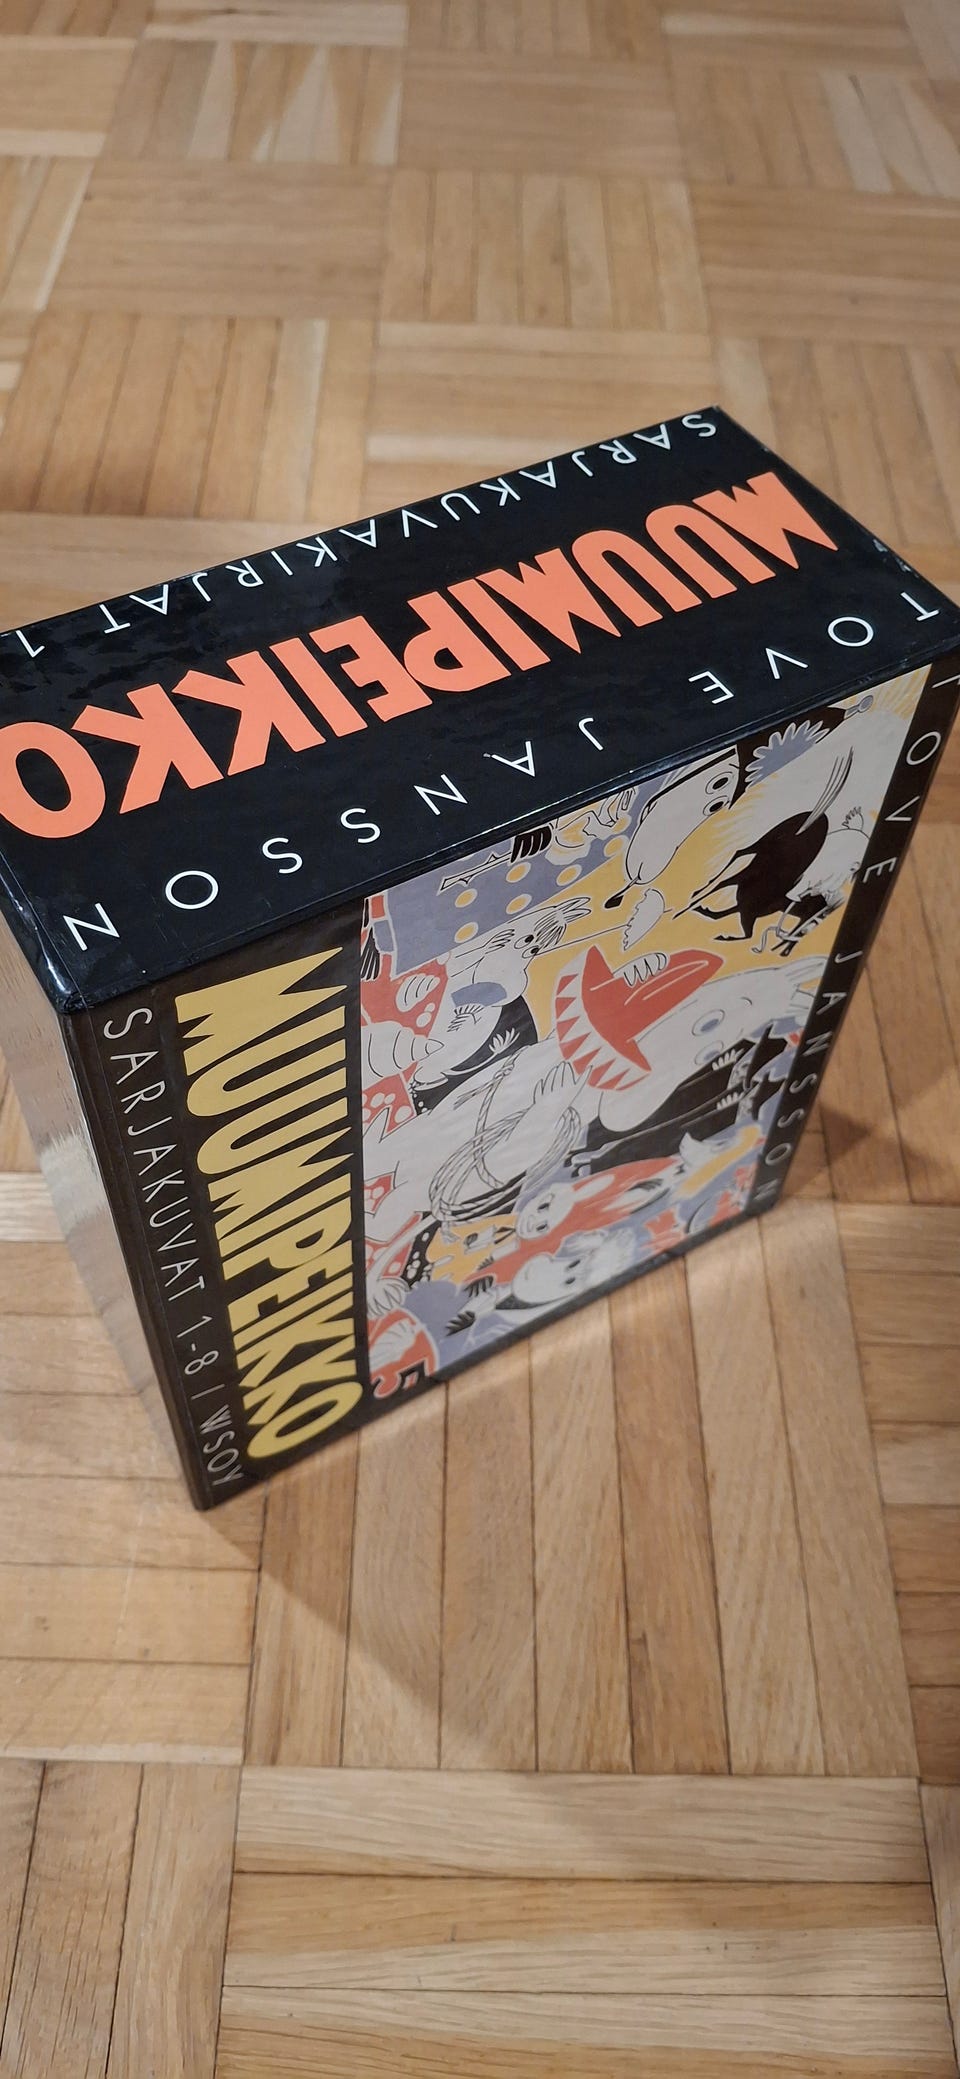 TOVE JANSSON
MUUMIPEIKKO
SARJAKUVAKIRJAT 1
TOVE JANSSON
MUUMIPEIKKO
SARJAKUVAT 1-8 / WSOY